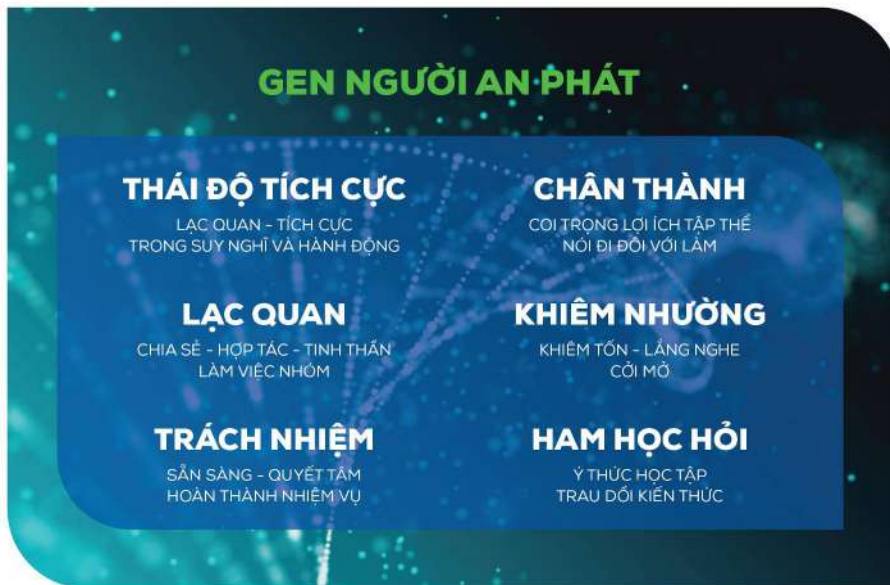 GEN NGƯỜI AN PHÁT
THÁI ĐỘ TÍCH CỰC
LẠC QUAN - TÍCH CỰC
TRONG SUY NGHĨ VÀ HÀNH ĐỘNG
CHÂN THÀNH
COI TRỌNG LỢI ÍCH TẬP THỂ
NÓI ĐI ĐÔI VỚI LÀM
LẠC QUAN
CHIA SẺ - HỢP TÁC - TINH THẦN
LÀM VIỆC NHÓM
KHIÊM NHƯỜNG
KHIÊM TỐN - LẮNG NGHE
CỞI MỞ
TRÁCH NHIỆM
SẴN SÀNG - QUYẾT TÂM
HOÀN THÀNH NHIỆM VỤ
HAM HỌC HỎI
Ý THỨC HỌC TẬP
TRAU DỒI KIẾN THỨC